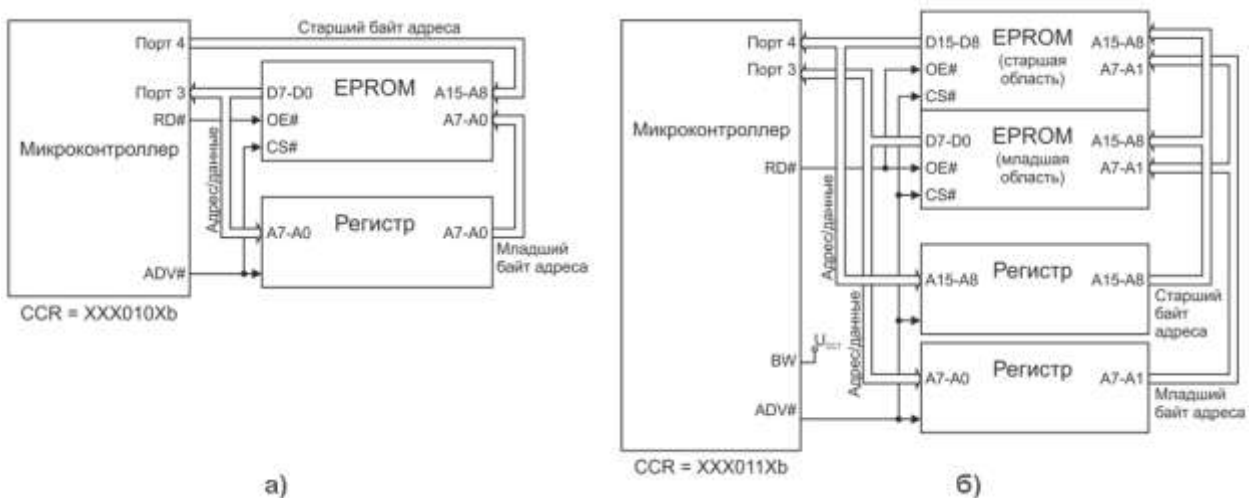 Старший байт адреса
Порт 4
D7-D0
EPROM
A15-A8
Порт 3
A7-A0
RD#
OE#
Микроконтроллер
CS#
Адрес/данные
Регистр
A7-A0
A7-A0
Младший
байт адреса
ADV#
CCR = XXX010Xb
а)
Порт 4
D15-D8
EPROM
A15-A8
(старшая
область)
Порт 3
OE#
A7-A1
CS#
Микроконтроллер
D7-D0
EPROM
A15-A8
(младшая
область)
RD#
OE#
A7-A1
CS#
Адрес/данные
Регистр
A15-A8
A15-A8
Старший
байт
адреса
Адрес/данные
BW
Регистр
A7-A0
A7-A1
Младший
байт адреса
ADV#
CCR = XXX011Xb
б)